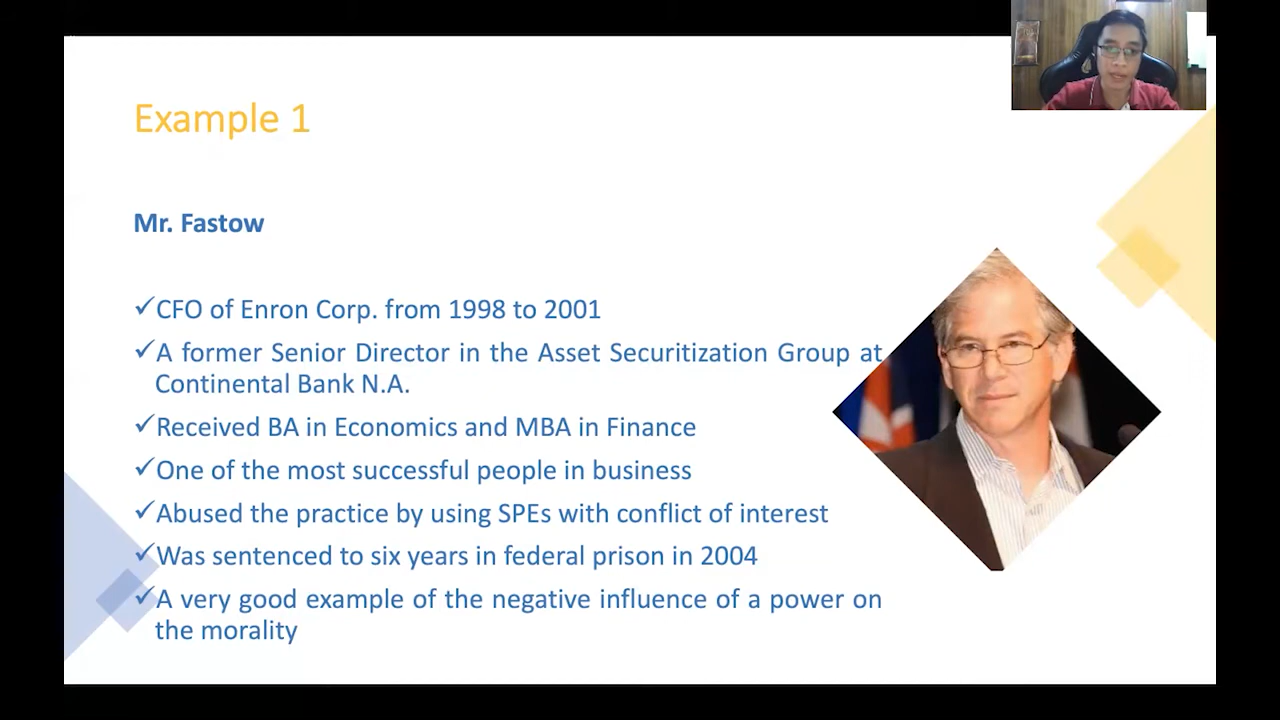 Example 1
Mr. Fastow
✓CFO of Enron Corp. from 1998 to 2001
✓A former Senior Director in the Asset Securitization Group at
Continental Bank N.A.
✓Received BA in Economics and MBA in Finance
✓One of the most successful people in business
✓Abused the practice by using SPEs with conflict of interest
✓Was sentenced to six years in federal prison in 2004
✓A very good example of the negative influence of a power on
the morality